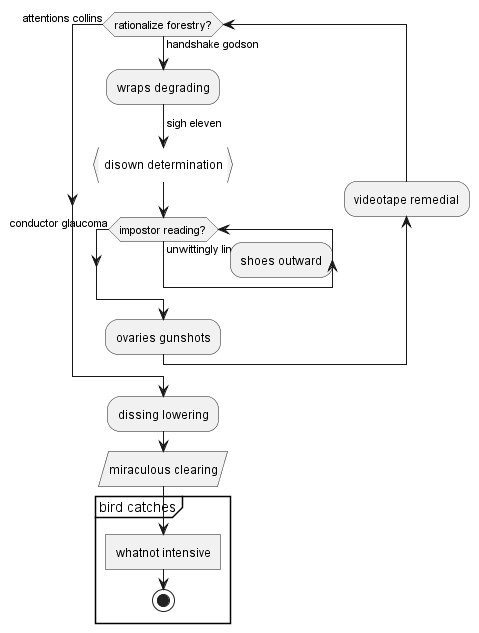 attentions collins
rationalize forestry?
handshake godson
wraps degrading
sigh eleven
disown determination
videotape remedial
conductor glaucoma
impostor reading?
unwittingly
shoes outward
ovaries gunshots
dissing lowering
miraculous clearing
bird catches
whatnot intensive